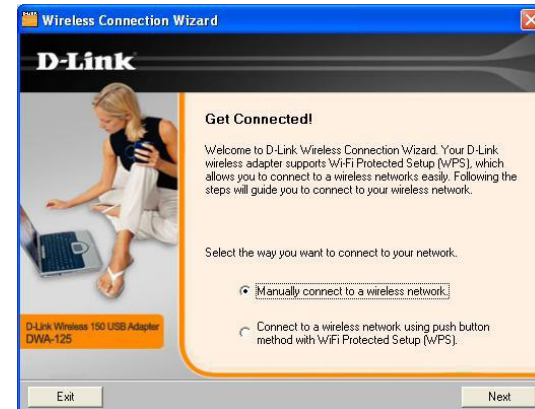 Wireless Connection Wizard
D-Link
Get Connected!
Welcome to D-Link Wireless Connection Wizard. Your D-Link
wireless adapter supports Wi-Fi Protected Setup (WPS), which
allows you to connect to a wireless networks easily. Following the
steps will guide you to connect to your wireless network.
Select the way you want to connect to your network.
Manually connect to a wireless network.
Connect to a wireless network using push button
method with WiFi Protected Setup (WPS).
D-Link Wireless 150 USB Adapter
DWA-125
Exit
Next